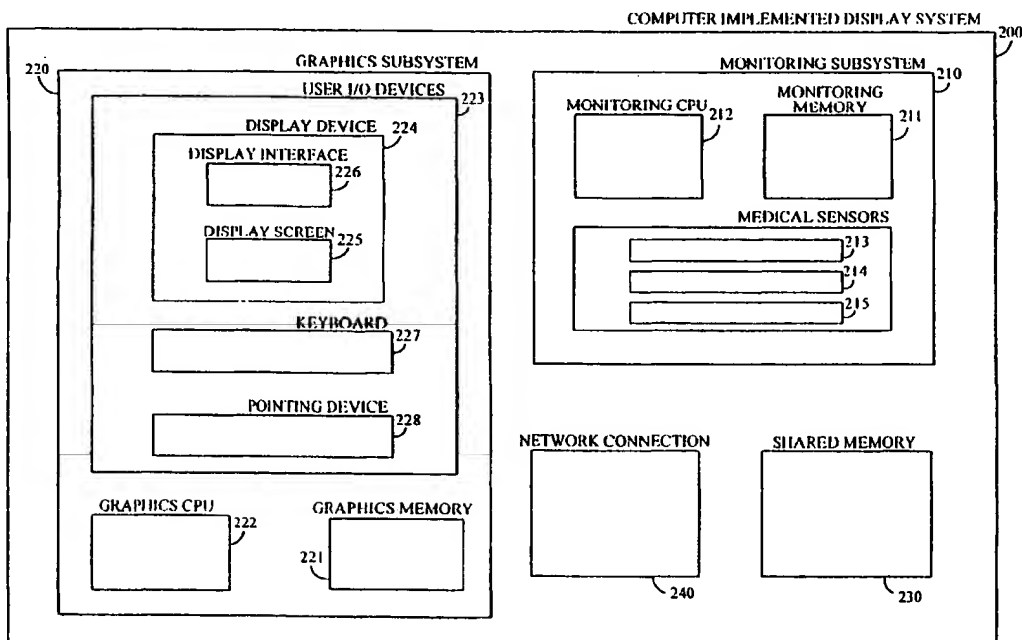 COMPUTER IMPLEMENTED DISPLAY SYSTEM
200
220
GRAPHICS SUBSYSTEM
USER I/O DEVICES
223
DISPLAY DEVICE
224
DISPLAY INTERFACE
226
DISPLAY SCREEN
225
KEYBOARD
227
POINTING DEVICE
228
GRAPHICS CPU
222
GRAPHICS MEMORY
221
MONITORING SUBSYSTEM
210
MONITORING CPU
212
MONITORING
MEMORY
211
MEDICAL SENSORS
213
214
215
NETWORK CONNECTION
240
SHARED MEMORY
230